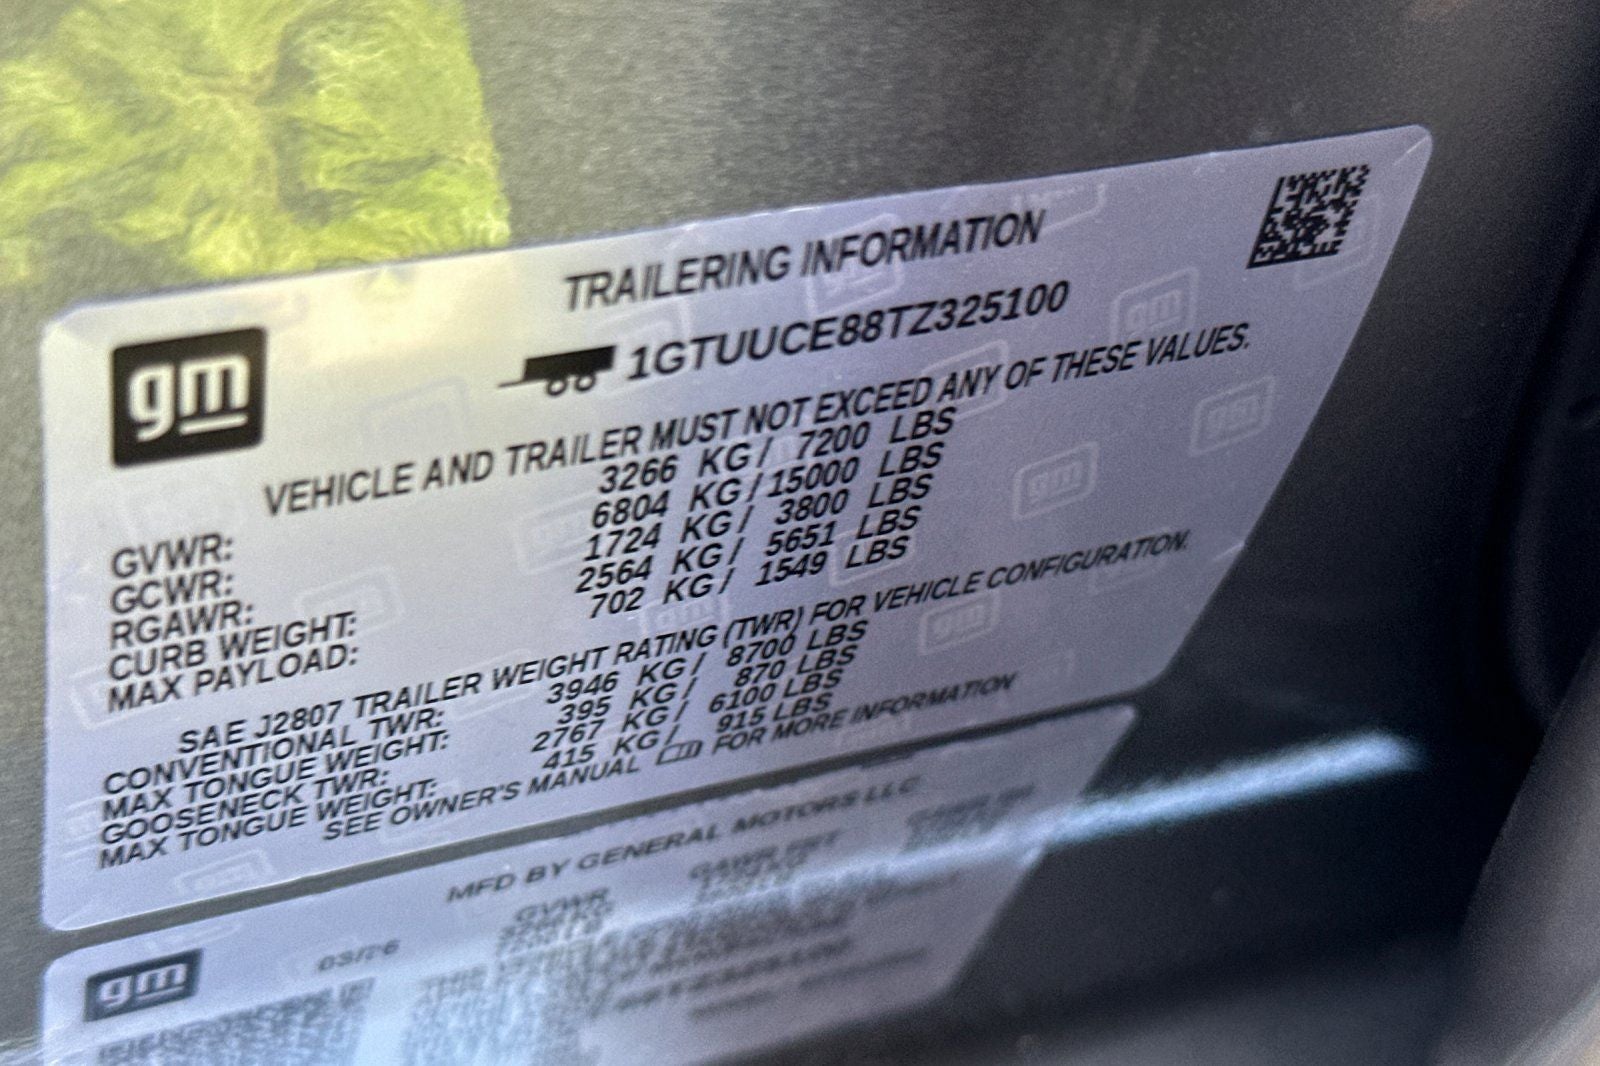 TRAILERING INFORMATION
gm
1GTUUCE88TZ325100
VEHICLE AND TRAILER MUST NOT EXCEED ANY OF THESE VALUES.
GVWR: 3266 KG / 7200 LBS
GCWR: 6804 KG / 15000 LBS
RGAWR: 1724 KG / 3800 LBS
CURB WEIGHT: 2564 KG / 5651 LBS
MAX PAYLOAD: 702 KG / 1549 LBS
SAE J2807 TRAILER WEIGHT RATING (TWR) FOR VEHICLE CONFIGURATION.
CONVENTIONAL TWR: 3946 KG / 8700 LBS
MAX TONGUE WEIGHT: 395 KG / 870 LBS
GOOSENECK TWR: 2767 KG / 6100 LBS
MAX TONGUE WEIGHT: 415 KG / 915 LBS
SEE OWNER'S MANUAL FOR MORE INFORMATION
MFD BY GENERAL MOTORS LLC
gm
GVWR